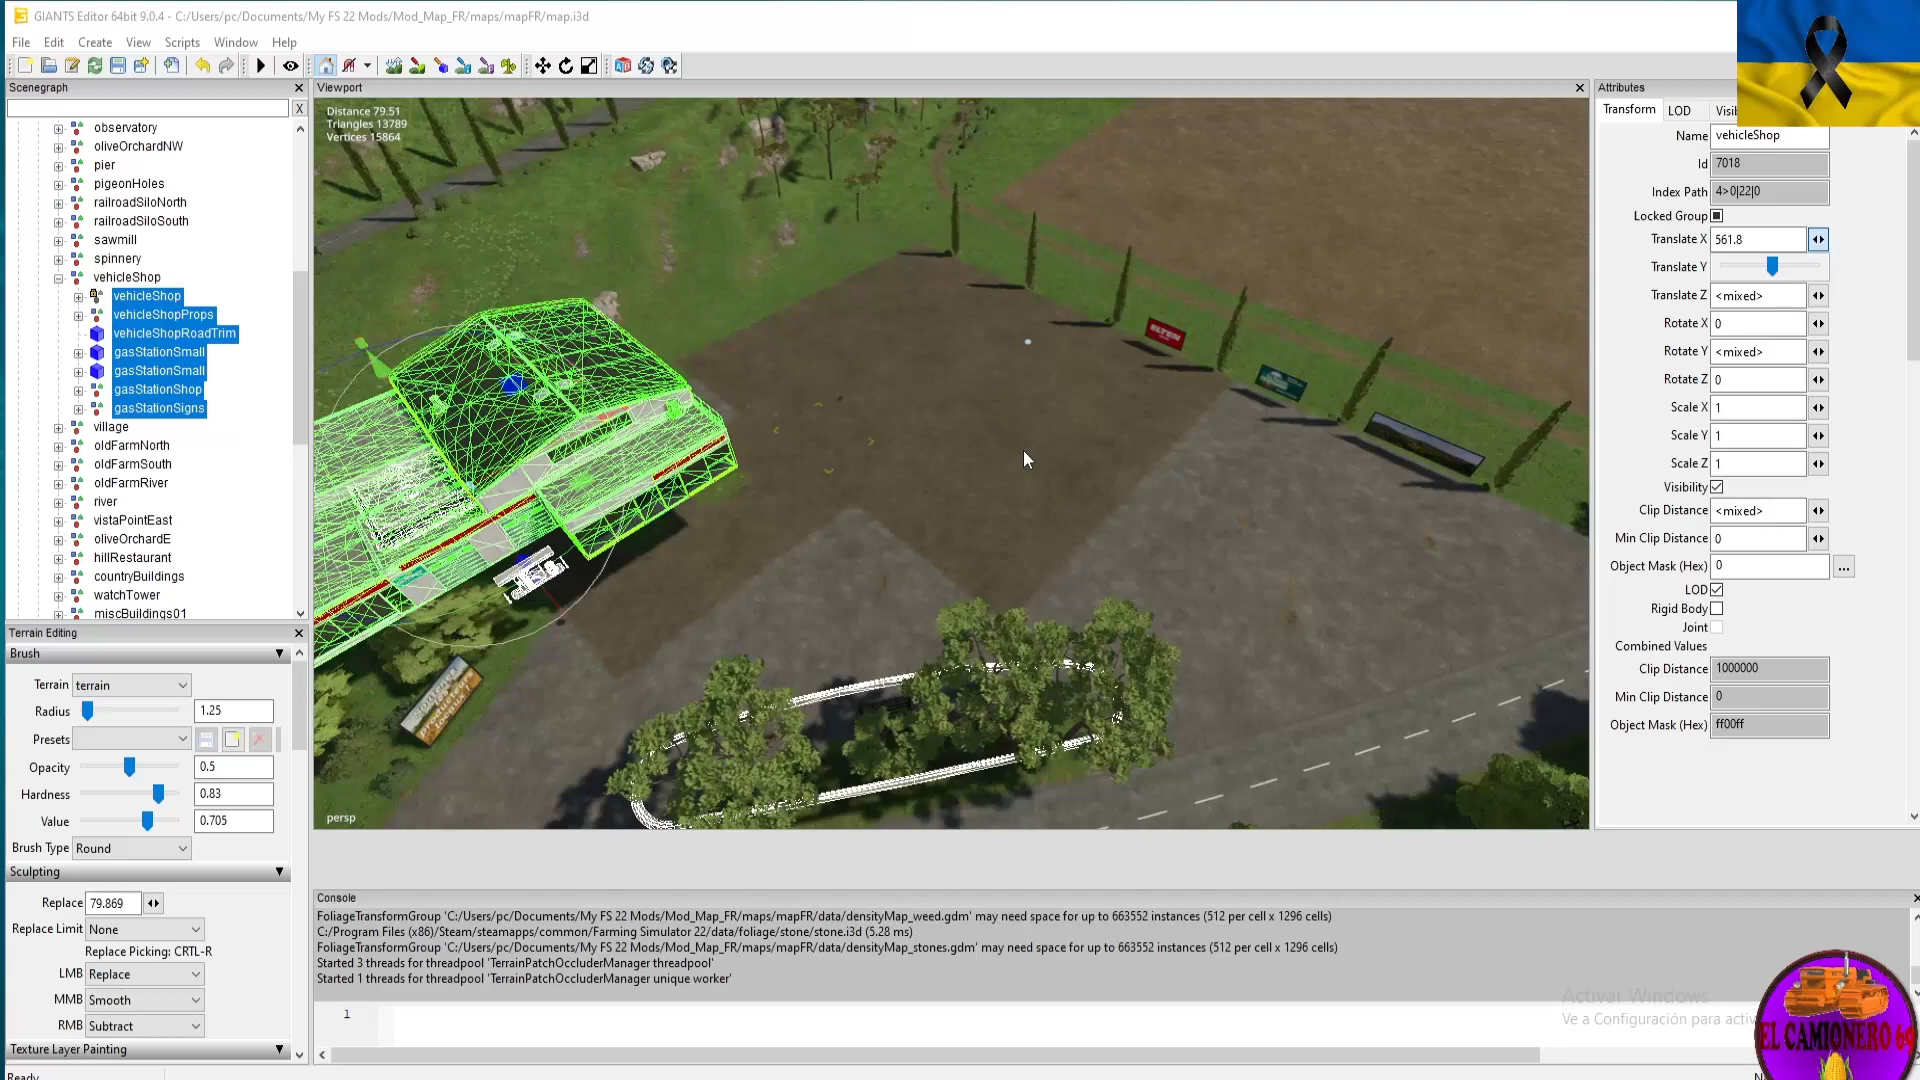 GIANTS Editor 64bit 9.0.4 - C:/Users/pc/Documents/My FS 22 Mods/Mod_Map_FR/maps/mapFR/map.i3d
File Edit Create View Scripts Window Help
Scenegraph
X
observatory
oliveOrchardNW
pier
pigeonHoles
railroadSiloNorth
railroadSiloSouth
sawmill
spinnery
vehicleShop
vehicleShop
vehicleShopProps
vehicleShopRoadTrim
gasStationSmall
gasStationSmall
gasStationShop
gasStationSigns
village
oldFarmNorth
oldFarmSouth
oldFarmRiver
river
vistaPointEast
oliveOrchardE
hillRestaurant
countryBuildings
watchTower
miscBuildings01
Terrain Editing
Brush
Terrain terrain
Radius 1.25
Presets
Opacity 0.5
Hardness 0.83
Value 0.705
Brush Type Round
Sculpting
Replace 79.869
Replace Limit None
Replace Picking: CRTL-R
LMB Replace
MMB Smooth
RMB Subtract
Texture Layer Painting
Ready
Viewport
Distance 79.51
Triangles 13789
Vertices 15864
ELTEN
persp
Console
FoliageTransformGroup 'C:/Users/pc/Documents/My FS 22 Mods/Mod_Map_FR/maps/mapFR/data/densityMap_weed.gdm' may need space for up to 663552 instances (512 per cell x 1296 cells)
C:/Program Files (x86)/Steam/steamapps/common/Farming Simulator 22/data/foliage/stone/stone.i3d (5.28 ms)
FoliageTransformGroup 'C:/Users/pc/Documents/My FS 22 Mods/Mod_Map_FR/maps/mapFR/data/densityMap_stones.gdm' may need space for up to 663552 instances (512 per cell x 1296 cells)
Started 3 threads for threadpool 'TerrainPatchOccluderManager threadpool'
Started 1 threads for threadpool 'TerrainPatchOccluderManager unique worker'
1
Attributes
Transform LOD Visi
Name vehicleShop
Id 7018
Index Path 4>0|22|0
Locked Group
Translate X 561.8
Translate Y
Translate Z <mixed>
Rotate X 0
Rotate Y <mixed>
Rotate Z 0
Scale X 1
Scale Y 1
Scale Z 1
Visibility
Clip Distance <mixed>
Min Clip Distance 0
Object Mask (Hex) 0 ...
LOD
Rigid Body
Joint
Combined Values
Clip Distance 1000000
Min Clip Distance 0
Object Mask (Hex) ff00ff
Activar Windows
Ve a Configuración para activ
EL CAMIONERO